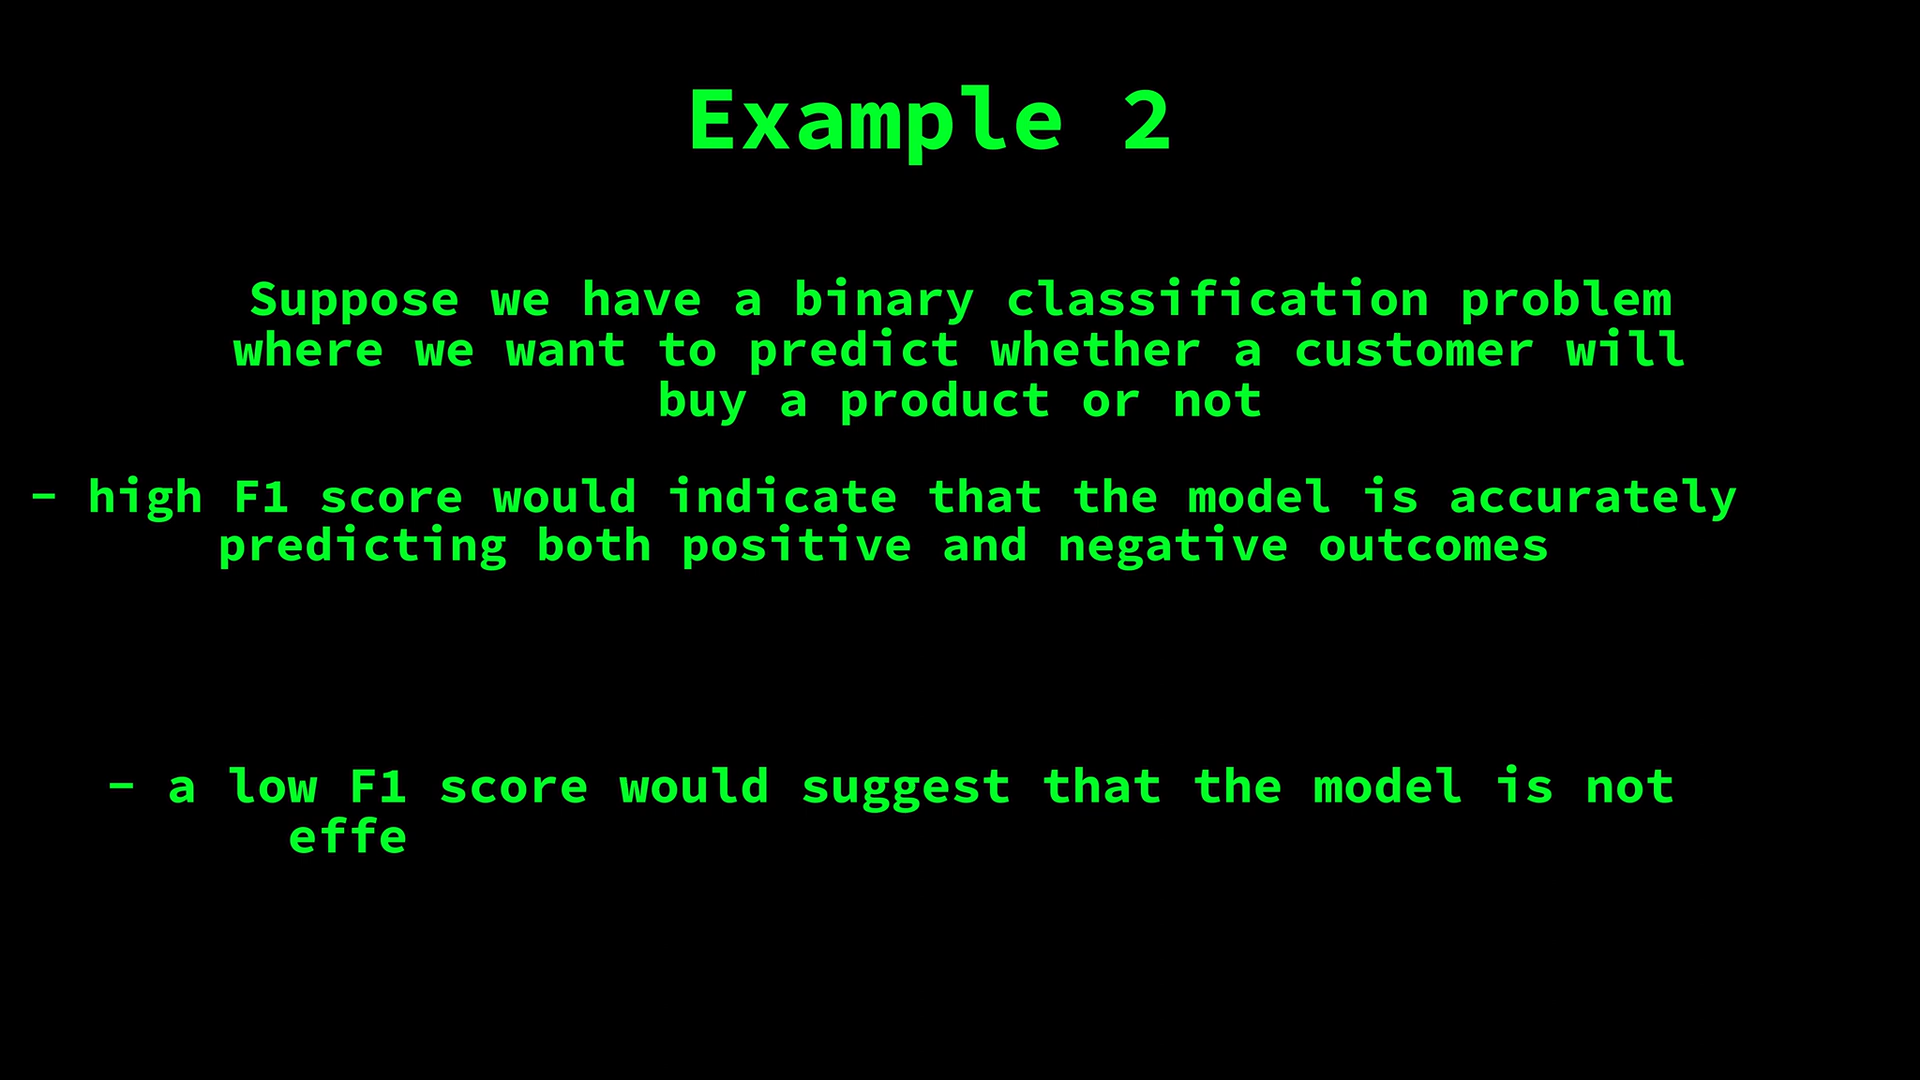 Example 2
Suppose we have a binary classification problem
where we want to predict whether a customer will
buy a product or not
- high F1 score would indicate that the model is accurately
predicting both positive and negative outcomes
- a low F1 score would suggest that the model is not
effe